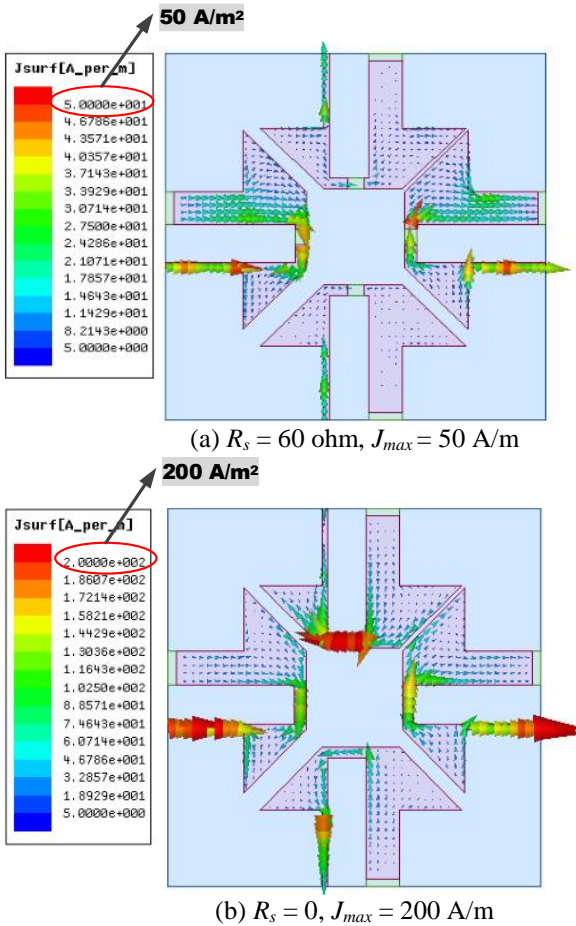 50 A/m²
Jsurf[A_per_m]
5.0000e+001
4.6786e+001
4.3571e+001
4.0357e+001
3.7143e+001
3.3929e+001
3.0714e+001
2.7500e+001
2.4286e+001
2.1071e+001
1.7857e+001
1.4643e+001
1.1429e+001
8.2143e+000
5.0000e+000
(a) Rs = 60 ohm, Jmax = 50 A/m
200 A/m²
Jsurf[A_per_m]
2.0000e+002
1.8607e+002
1.7214e+002
1.5821e+002
1.4429e+002
1.3036e+002
1.1643e+002
1.0250e+002
8.8571e+001
7.4643e+001
6.0714e+001
4.6786e+001
3.2857e+001
1.8929e+001
5.0000e+000
(b) Rs = 0, Jmax = 200 A/m